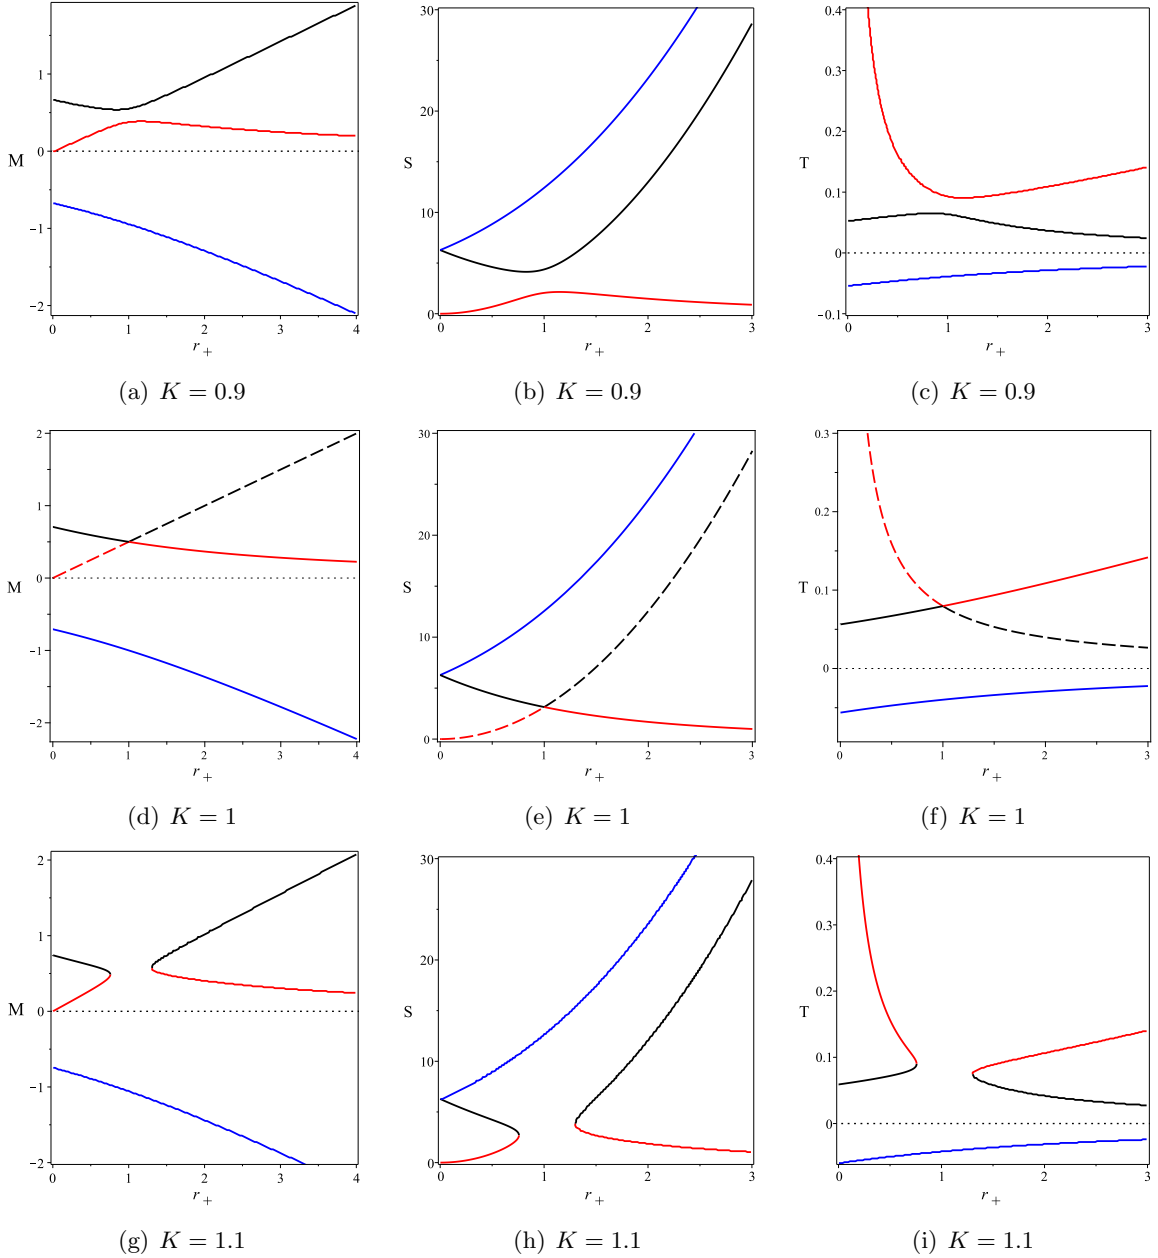 M
1
0
−1
−2
0 1 2 3 4
r +
(a) K = 0.9
S
30
20
10
0
0 1 2 3
r +
(b) K = 0.9
T
0.4
0.3
0.2
0.1
0
−0.1
0 1 2 3
r +
(c) K = 0.9
M
2
1
0
−1
−2
0 1 2 3 4
r +
(d) K = 1
S
30
20
10
0
0 1 2 3
r +
(e) K = 1
T
0.3
0.2
0.1
0
0 1 2 3
r +
(f) K = 1
M
2
1
0
−1
−2
0 1 2 3 4
r +
(g) K = 1.1
S
30
20
10
0
0 1 2 3
r +
(h) K = 1.1
T
0.4
0.3
0.2
0.1
0
0 1 2 3
r +
(i) K = 1.1